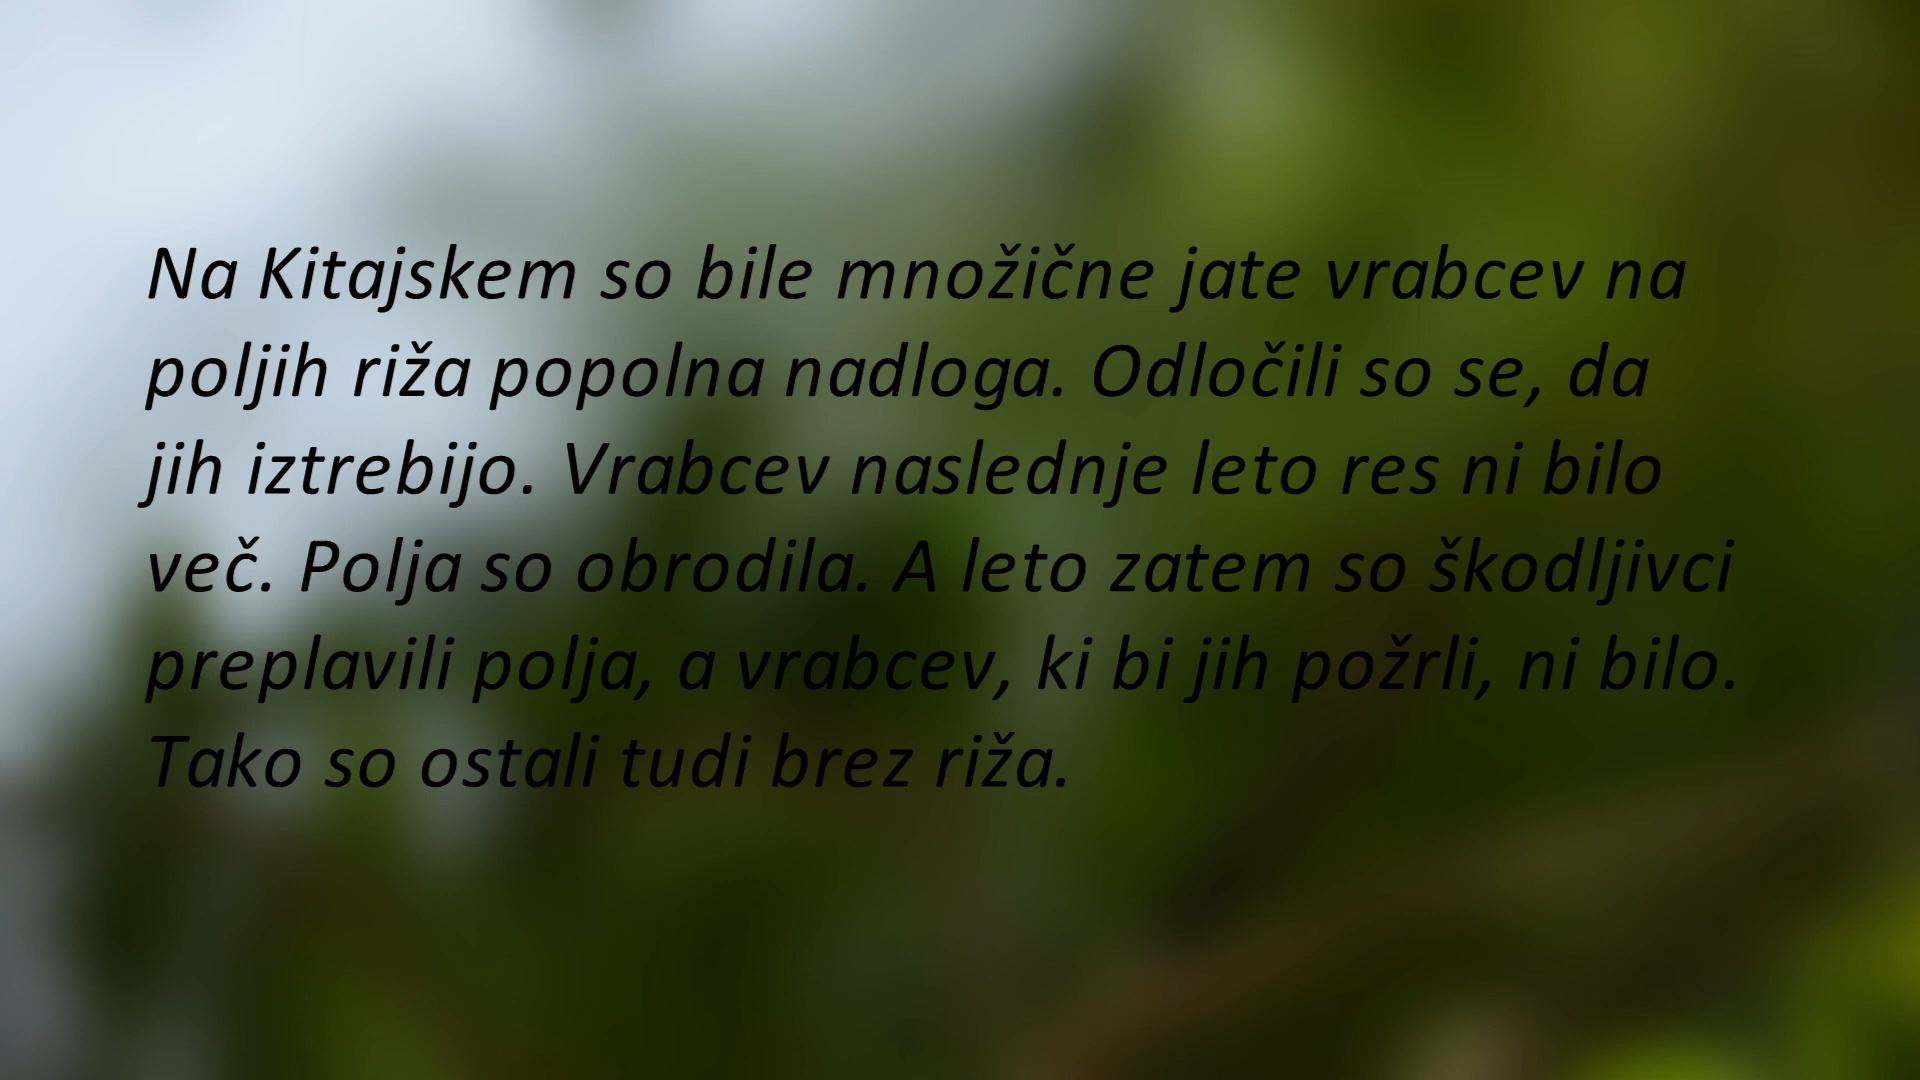 Na Kitajskem so bile množične jate vrabcev na
poljih riža popolna nadloga. Odločili so se, da
jih iztrebijo. Vrabcev naslednje leto res ni bilo
več. Polja so obrodila. A leto zatem so škodljivci
preplavili polja, a vrabcev, ki bi jih požrli, ni bilo.
Tako so ostali tudi brez riža.